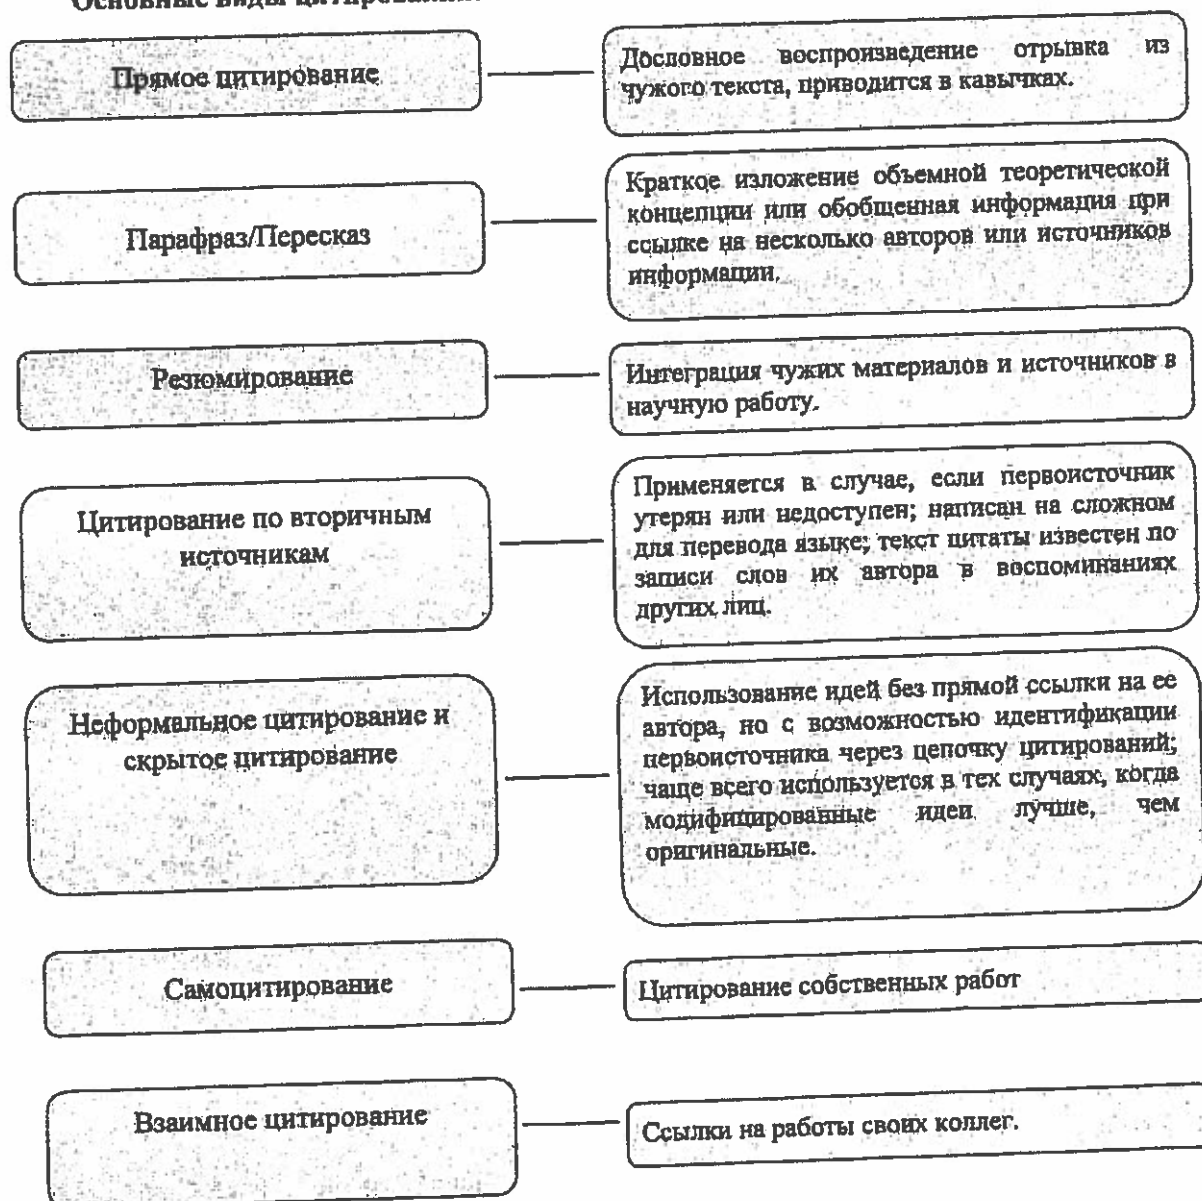 Основные виды цитирования
Прямое цитирование
Дословное воспроизведение отрывка из
чужого текста, приводится в кавычках.
Парафраз/Пересказ
Краткое изложение объемной теоретической
концепции или обобщенная информация при
ссылке на несколько авторов или источников
информации.
Резюмирование
Интеграция чужих материалов и источников в
научную работу.
Цитирование по вторичным
источникам
Применяется в случае, если первоисточник
утерян или недоступен; написан на сложном
для перевода языке; текст цитаты известен по
записи слов их автора в воспоминаниях
других лиц.
Неформальное цитирование и
скрытое цитирование
Использование идей без прямой ссылки на ее
автора, но с возможностью идентификации
первоисточника через цепочку цитирований;
чаще всего используется в тех случаях, когда
модифицированные идеи лучше, чем
оригинальные.
Самоцитирование
Цитирование собственных работ
Взаимное цитирование
Ссылки на работы своих коллег.